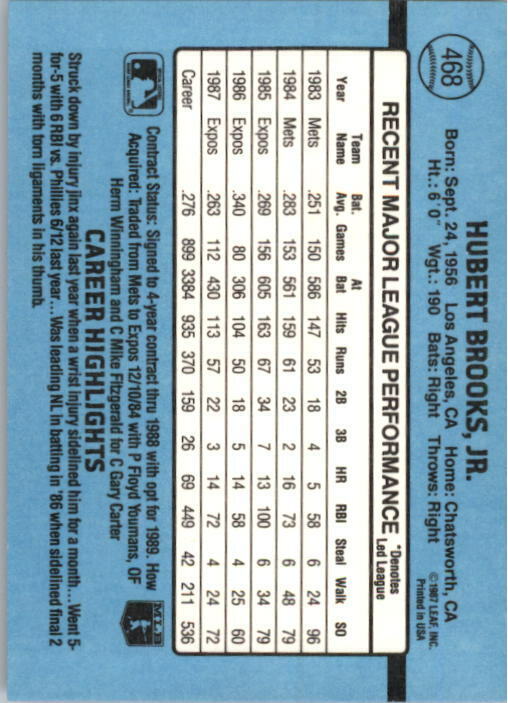 468
HUBERT BROOKS, JR.
Born: Sept. 24, 1956 Los Angeles, CA Home: Chatsworth, CA
Ht.: 6'0" Wgt.: 190 Bats: Right Throws: Right
©1987 LEAF, INC.
Printed in USA
RECENT MAJOR LEAGUE PERFORMANCE *Denotes Led League
Year Team Name Bat. Avg. Games At Bat Hits Runs 2B 3B HR RBI Steal Walk SO
1983 Mets .251 150 586 147 53 18 4 5 58 6 24 96
1984 Mets .283 153 561 159 61 23 2 16 73 6 48 79
1985 Expos .269 156 605 163 67 34 7 13 100 6 34 79
1986 Expos .340 80 306 104 50 18 5 14 58 4 25 60
1987 Expos .263 112 430 113 57 22 3 14 72 4 24 72
Career .276 899 3384 935 370 159 26 69 449 42 211 536
Contract Status: Signed to 4-year contract thru 1988 with opt for 1989. How
Acquired: Traded from Mets to Expos 12/10/84 with P Floyd Youmans, OF
Herm Winningham and C Mike Fitzgerald for C Gary Carter
MLB
CAREER HIGHLIGHTS
Struck down by injury jinx again last year when a wrist injury sidelined him for a month... Went 5-
for-5 with 6 RBI vs. Phillies 6/12 last year... Was leading NL in batting in '86 when sidelined final 2
months with torn ligaments in his thumb.